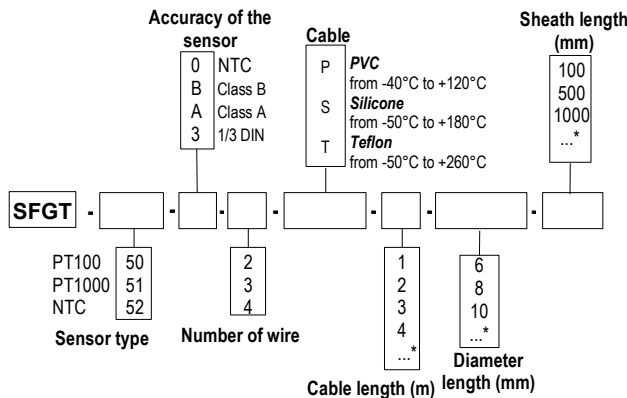 Accuracy of the
sensor
0 NTC
B Class B
A Class A
3 1/3 DIN
Cable
P PVC
from -40°C to +120°C
S Silicone
from -50°C to +180°C
T Teflon
from -50°C to +260°C
Sheath length
(mm)
100
500
1000
...*
SFGT - - - - - - -
PT100 50
PT1000 51
NTC 52
Sensor type
2
3
4
Number of wire
1
2
3
4
...*
Cable length (m)
6
8
10
...*
Diameter
length (mm)